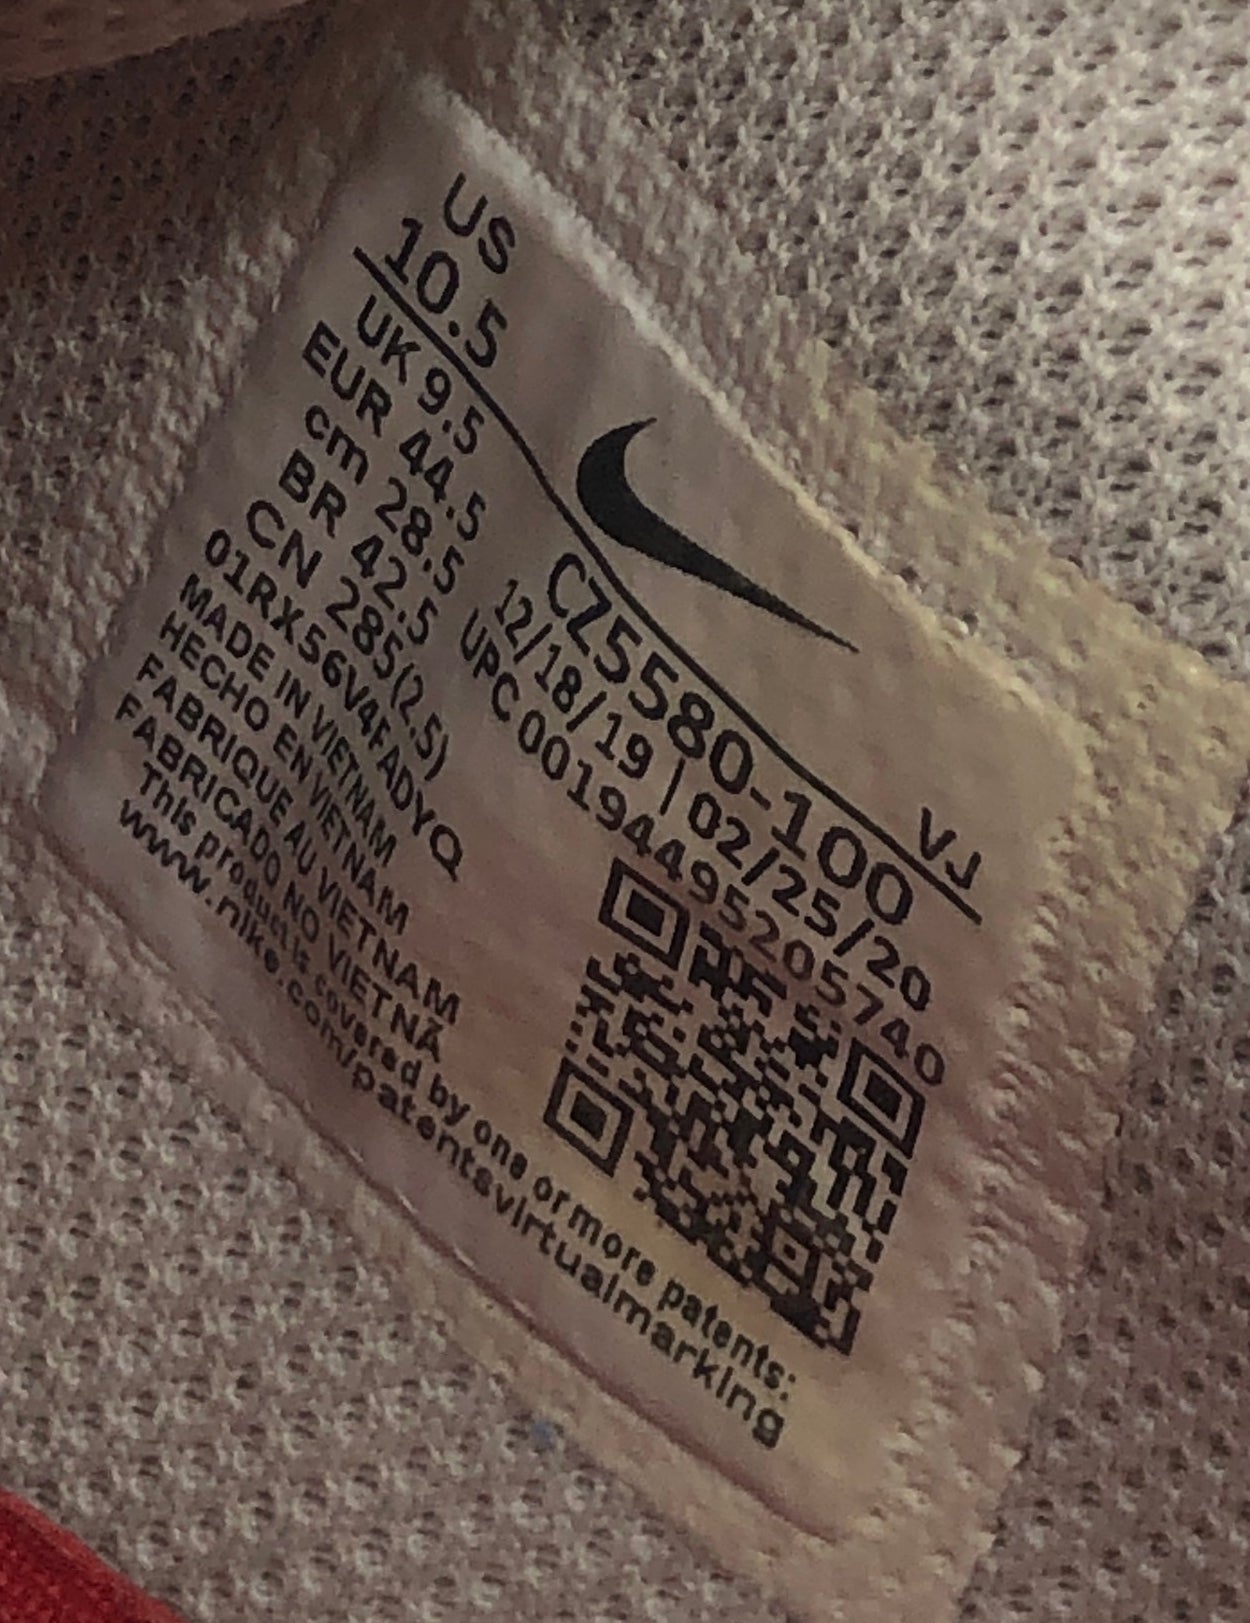 US
10.5
UK 9.5
EUR 44.5
cm 28.5
BR 42.5
CN 285(2.5)
01RX56V4FADYQ
MADE IN VIETNAM
HECHO EN VIETNAM
FABRIQUE AU VIETNAM
FABRICADO NO VIETNÃ
This product is covered by one or more patents:
www.nike.com/patentsvirtualmarking
VJ
CZ5580-100
12/18/19 | 02/25/20
UPC 00194495205740